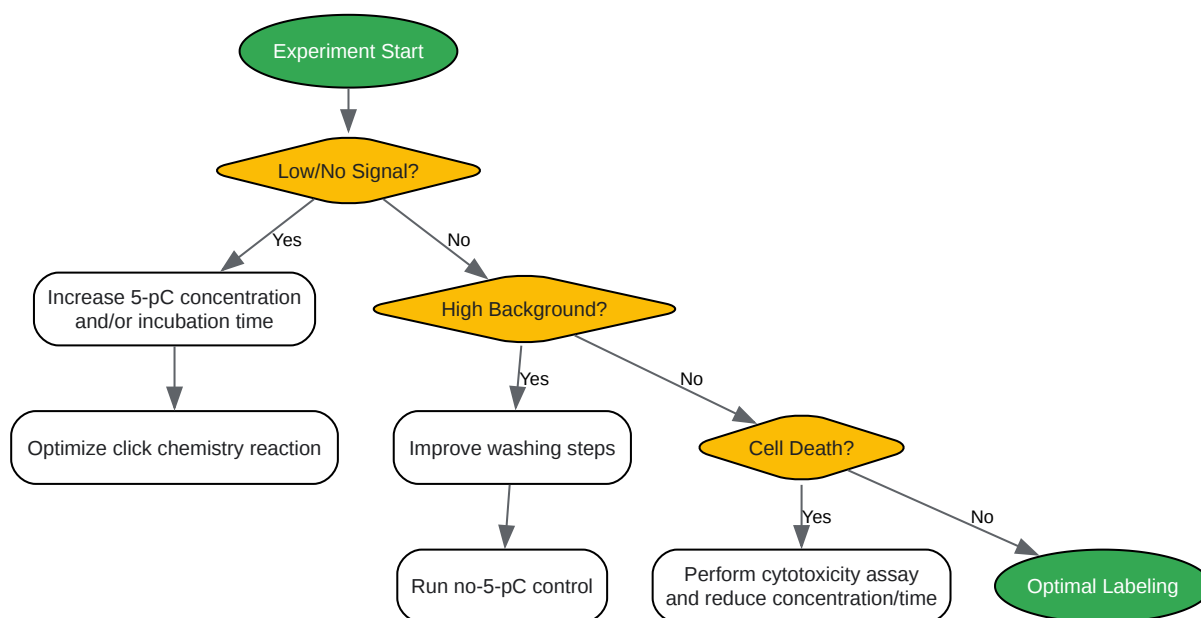 Experiment Start
Low/No Signal?
Yes
No
Increase 5-pC concentration
and/or incubation time
High Background?
Yes
No
Optimize click chemistry reaction
Improve washing steps
Cell Death?
Yes
No
Run no-5-pC control
Perform cytotoxicity assay
and reduce concentration/time
Optimal Labeling